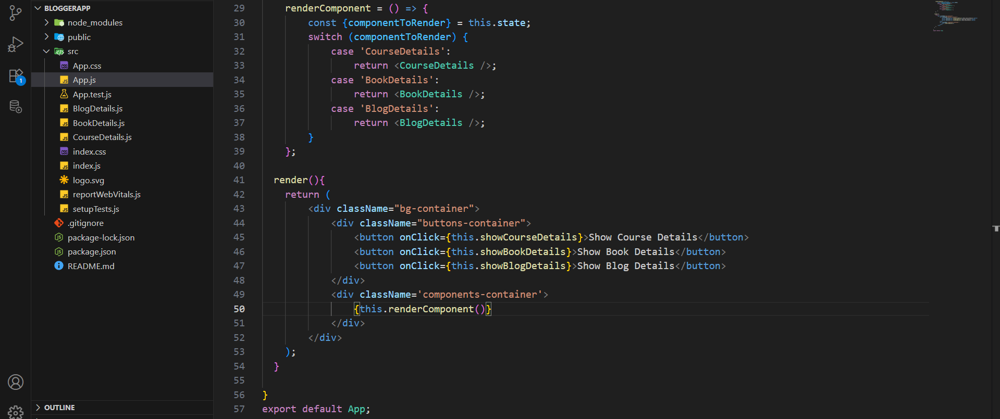 BLOGGERAPP
node_modules
public
src
App.css
App.js
App.test.js
BlogDetails.js
BookDetails.js
CourseDetails.js
index.css
index.js
logo.svg
reportWebVitals.js
setupTests.js
.gitignore
package-lock.json
package.json
README.md
OUTLINE
1
29 renderComponent = () => {
30 const {componentToRender} = this.state;
31 switch (componentToRender) {
32 case 'CourseDetails':
33 return <CourseDetails />;
34 case 'BookDetails':
35 return <BookDetails />;
36 case 'BlogDetails':
37 return <BlogDetails />;
38 }
39 };
40
41 render(){
42 return (
43 <div className="bg-container">
44 <div className="buttons-container">
45 <button onClick={this.showCourseDetails}>Show Course Details</button>
46 <button onClick={this.showBookDetails}>Show Book Details</button>
47 <button onClick={this.showBlogDetails}>Show Blog Details</button>
48 </div>
49 <div className='components-container'>
50 {this.renderComponent()}
51 </div>
52 </div>
53 );
54 }
55
56 }
57 export default App;